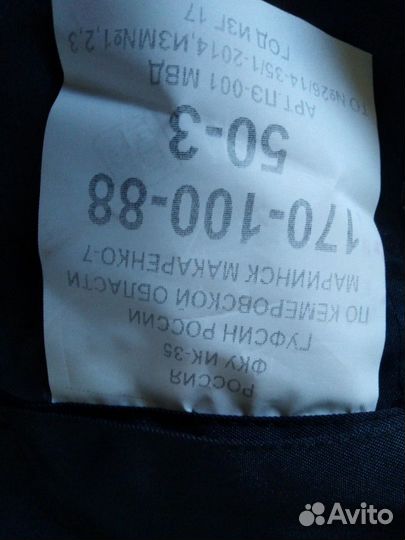 РОССИЯ
ФКУ ИК-35
ГУФСИН РОССИИ
ПО КЕМЕРОВСКОЙ ОБЛАСТИ
МАРИИНСК МАКАРЕНКО-7
170-100-88
50-3
АРТ.ПЭ-001 МВД
ТО №26/14-35/1-2014,ИЗМ№1,2,3
ГОД ИЗГ 17
Avito